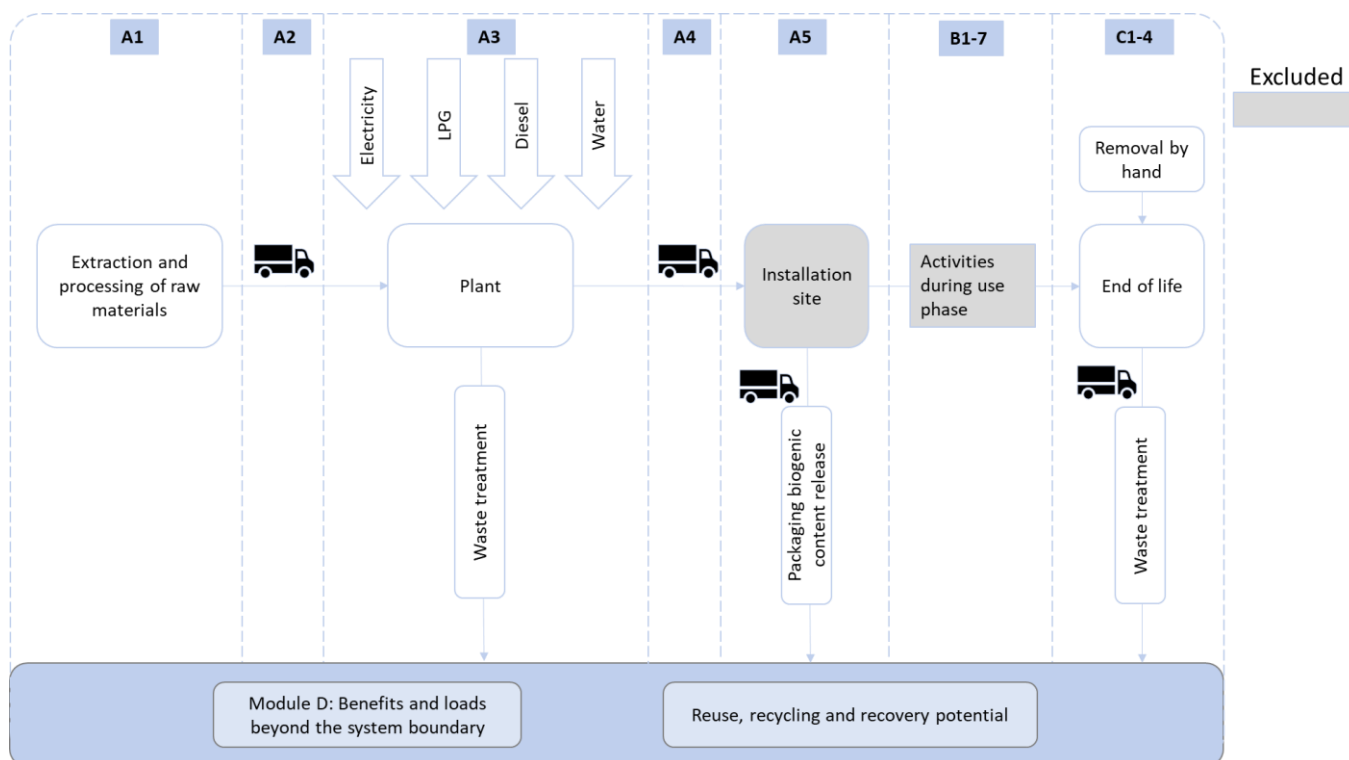 A1
A2
A3
A4
A5
B1-7
C1-4
Excluded
Electricity
LPG
Diesel
Water
Removal by
hand
Extraction and
processing of raw
materials
Plant
Installation
site
Activities
during use
phase
End of life
Waste treatment
Packaging biogenic
content release
Waste treatment
Module D: Benefits and loads
beyond the system boundary
Reuse, recycling and recovery potential